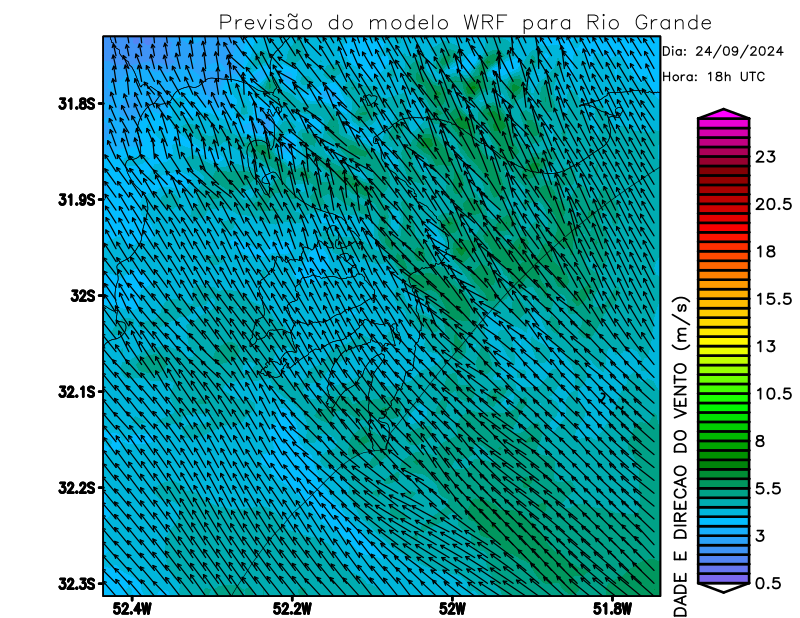 Previsão do modelo WRF para Rio Grande
Dia: 24/09/2024
Hora: 18h UTC
31.8S
31.9S
32S
32.1S
32.2S
32.3S
52.4W
52.2W
52W
51.8W
DADE E DIRECAO DO VENTO (m/s)
23
20.5
18
15.5
13
10.5
8
5.5
3
0.5